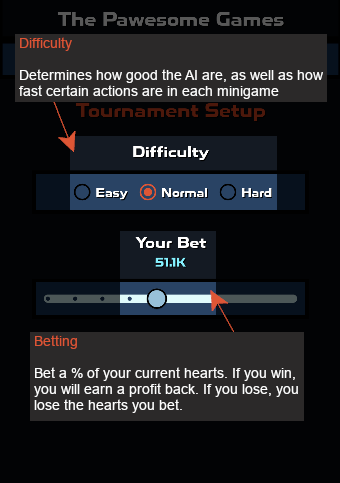 The Pawesome Games
Difficulty
Determines how good the AI are, as well as how
fast certain actions are in each minigame
Tournament Setup
Difficulty
Easy Normal Hard
Your Bet
51.1K
Betting
Bet a % of your current hearts. If you win,
you will earn a profit back. If you lose, you
lose the hearts you bet.